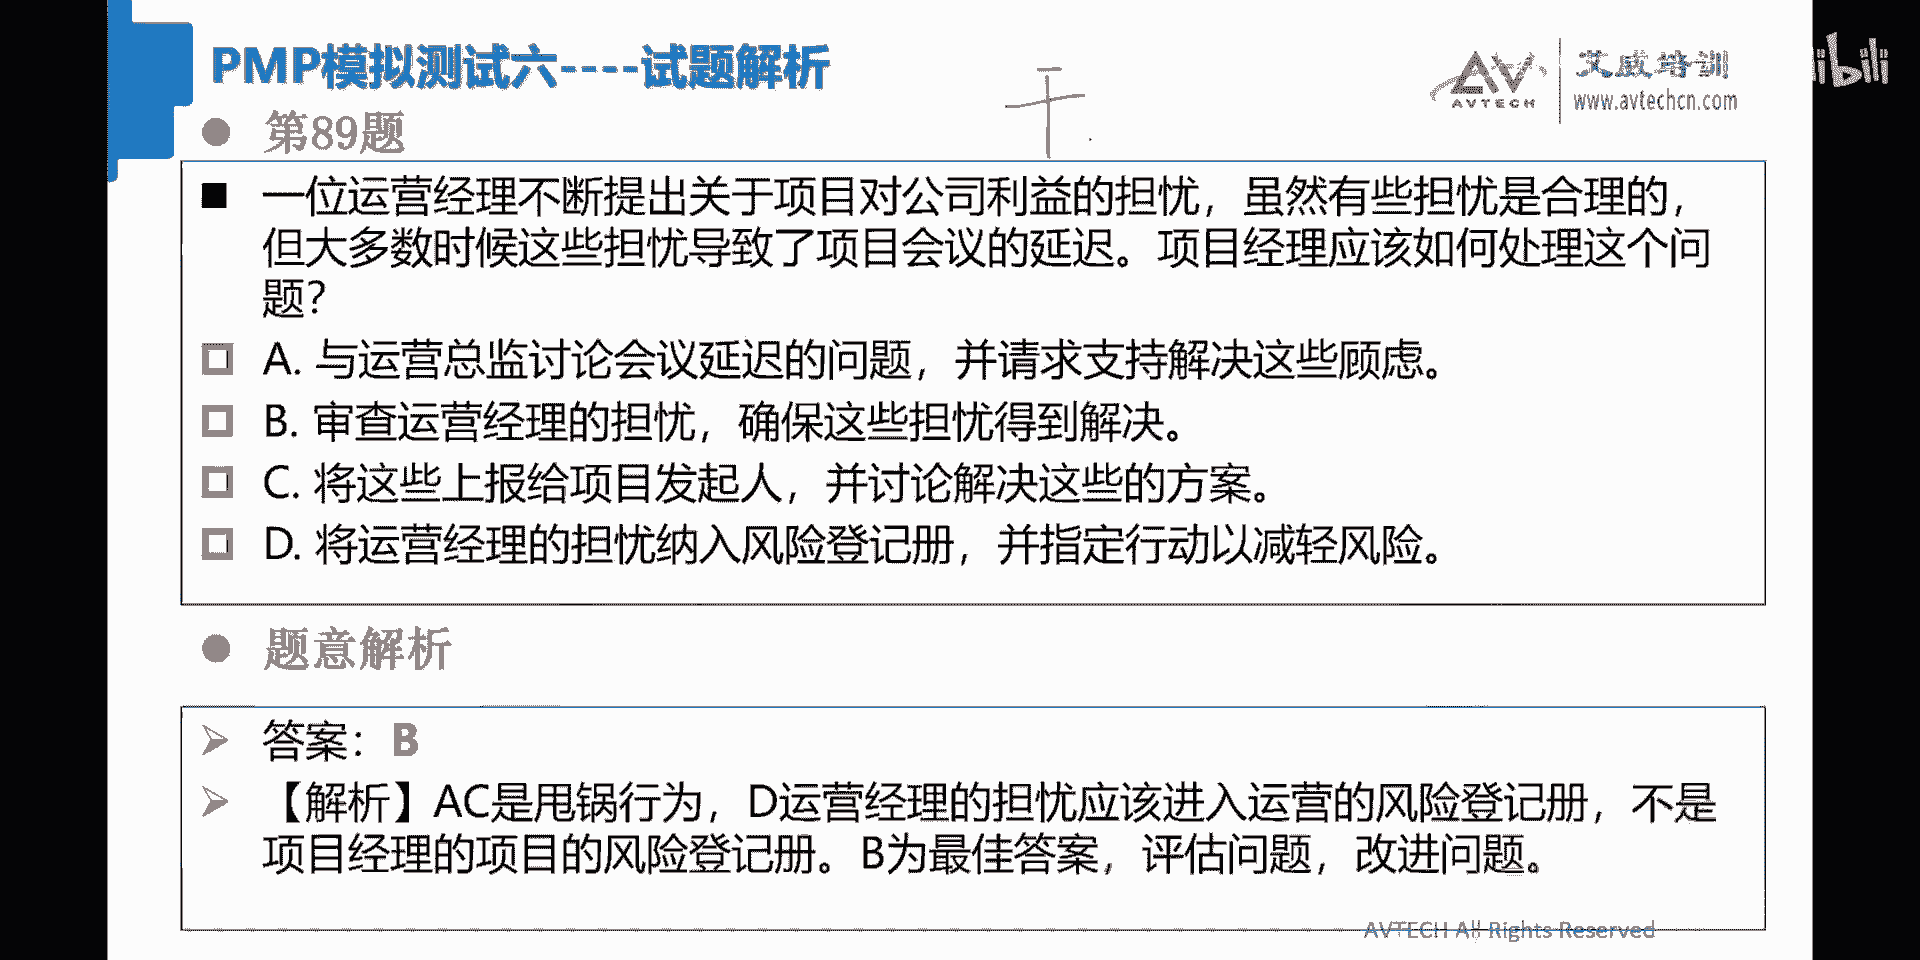 PMP模拟测试六----试题解析
AVTECH
艾威培训
www.avtechcn.com
第89题
一位运营经理不断提出关于项目对公司利益的担忧，虽然有些担忧是合理的，
但大多数时候这些担忧导致了项目会议的延迟。项目经理应该如何处理这个问
题？
A. 与运营总监讨论会议延迟的问题，并请求支持解决这些顾虑。
B. 审查运营经理的担忧，确保这些担忧得到解决。
C. 将这些上报给项目发起人，并讨论解决这些的方案。
D. 将运营经理的担忧纳入风险登记册，并指定行动以减轻风险。
题意解析
答案：B
【解析】AC是甩锅行为，D运营经理的担忧应该进入运营的风险登记册，不是
项目经理的项目的风险登记册。B为最佳答案，评估问题，改进问题。
AVTECH All Rights Reserved